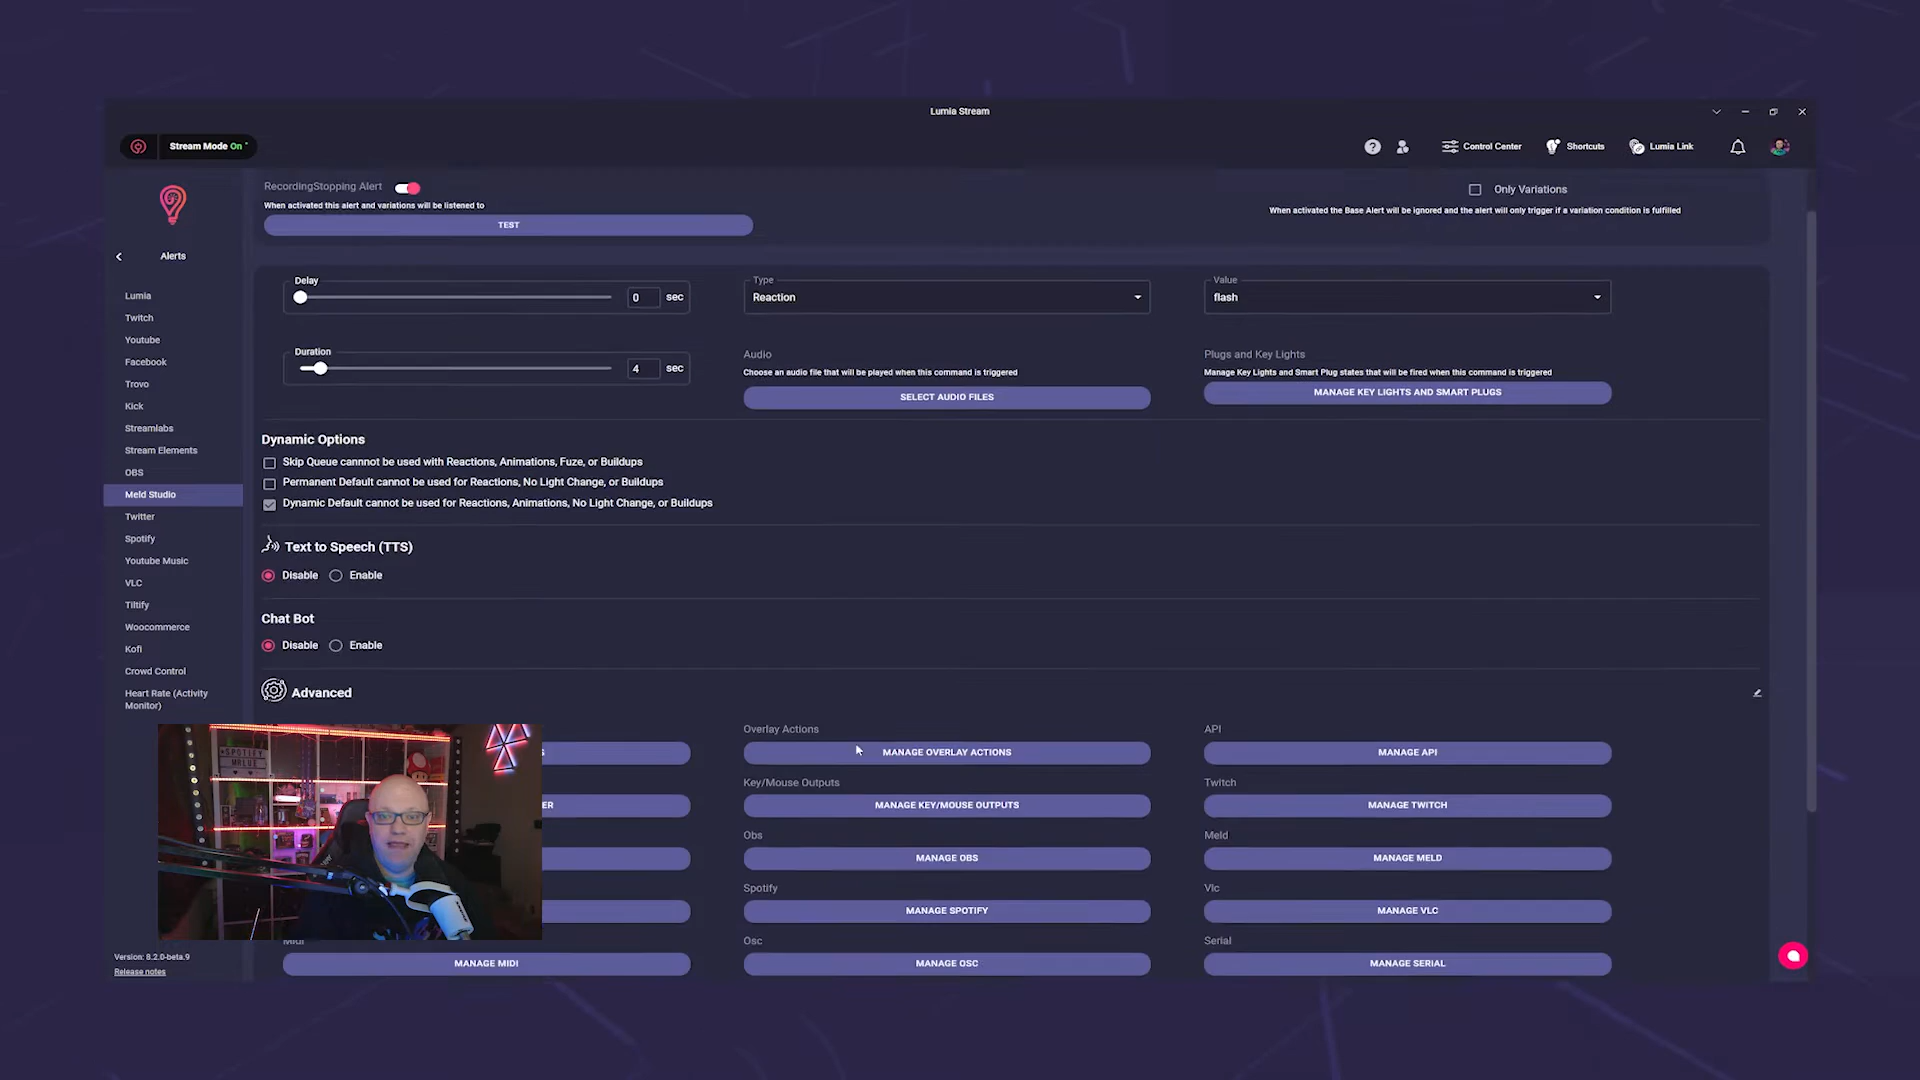 Lumia Stream
Stream Mode On
Control Center
Shortcuts
Lumia Link
RecordingStopping Alert
When activated this alert and variations will be listened to
TEST
Only Variations
When activated the Base Alert will be ignored and the alert will only trigger if a variation condition is fulfilled
Alerts
Lumia
Twitch
Youtube
Facebook
Trovo
Kick
Streamlabs
Stream Elements
OBS
Meld Studio
Twitter
Spotify
Youtube Music
VLC
Tiltify
Woocommerce
Kofi
Crowd Control
Heart Rate (Activity
Monitor)
Version: 8.2.0-beta.9
Release notes
Delay
0 sec
Type
Reaction
Value
flash
Duration
4 sec
Audio
Choose an audio file that will be played when this command is triggered
SELECT AUDIO FILES
Plugs and Key Lights
Manage Key Lights and Smart Plug states that will be fired when this command is triggered
MANAGE KEY LIGHTS AND SMART PLUGS
Dynamic Options
Skip Queue cannnot be used with Reactions, Animations, Fuze, or Buildups
Permanent Default cannot be used for Reactions, No Light Change, or Buildups
Dynamic Default cannot be used for Reactions, Animations, No Light Change, or Buildups
Text to Speech (TTS)
Disable
Enable
Chat Bot
Disable
Enable
Advanced
Overlay Actions
API
S
MANAGE OVERLAY ACTIONS
MANAGE API
Key/Mouse Outputs
Twitch
ER
MANAGE KEY/MOUSE OUTPUTS
MANAGE TWITCH
Obs
Meld
MANAGE OBS
MANAGE MELD
Spotify
Vlc
MANAGE SPOTIFY
MANAGE VLC
Midi
Osc
Serial
MANAGE MIDI
MANAGE OSC
MANAGE SERIAL
SPOTIFY
MRLUE